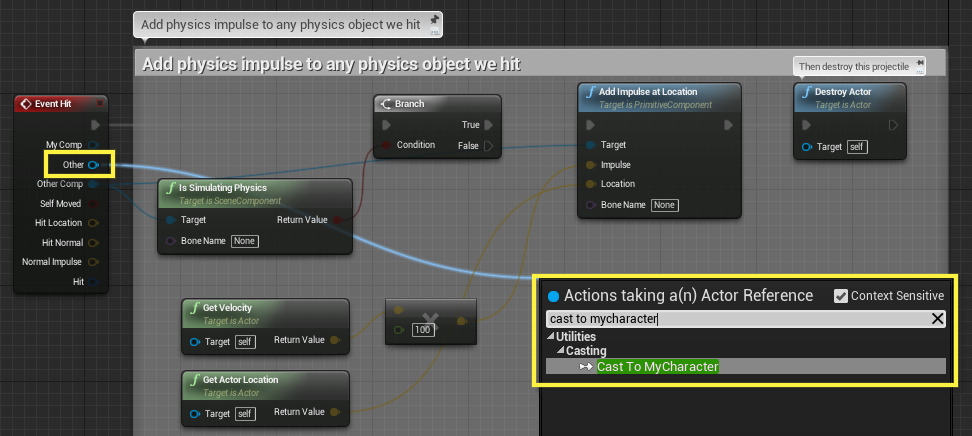 Add physics impulse to any physics object we hit
Add physics impulse to any physics object we hit
Then destroy this projectile
Event Hit
My Comp
Other
Other Comp
Self Moved
Hit Location
Hit Normal
Normal Impulse
Hit
Branch
True
Condition
False
Add Impulse at Location
Target is PrimitiveComponent
Target
Impulse
Location
Bone Name None
Destroy Actor
Target is Actor
Target self
Is Simulating Physics
Target is SceneComponent
Target Return Value
Bone Name None
Get Velocity
Target is Actor
Target self Return Value
100
Get Actor Location
Target is Actor
Target self Return Value
Actions taking a(n) Actor Reference Context Sensitive
cast to mycharacter
Utilities
Casting
Cast To MyCharacter